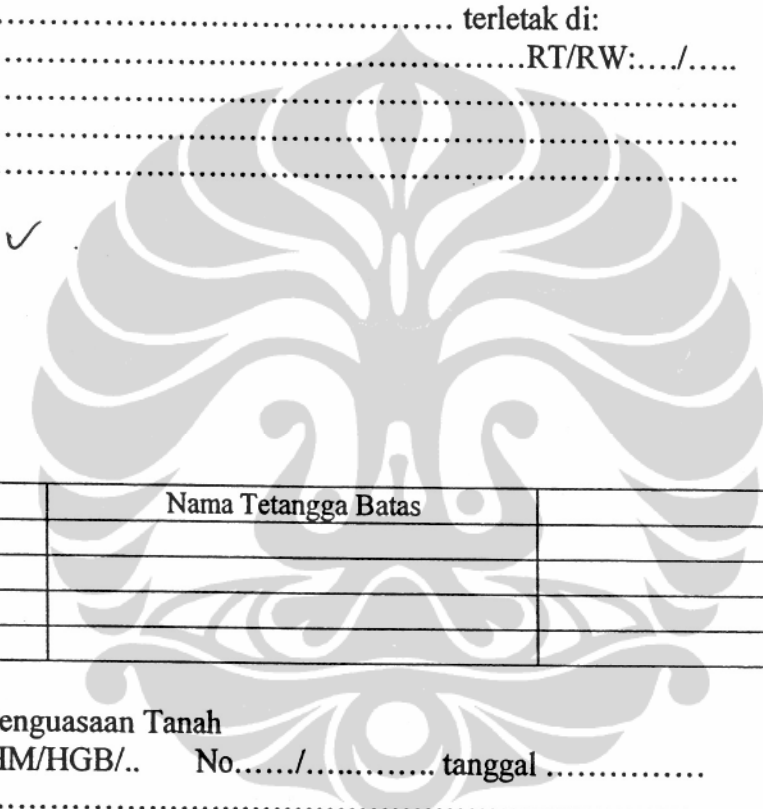 .......................................... terletak di:
................................................RT/RW:..../.....
....................................................................
....................................................................
....................................................................
Nama Tetangga Batas
enguasaan Tanah
IM/HGB/.. No....../............. tanggal ...............
....................................................................